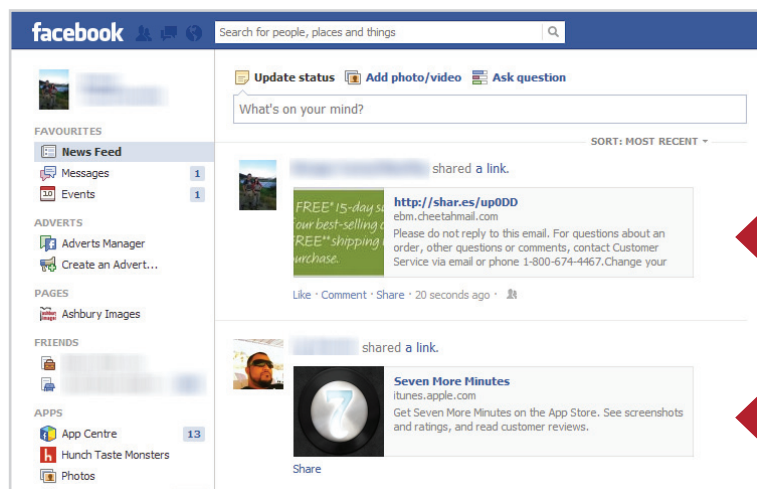 facebook
Search for people, places and things
Update status Add photo/video Ask question
What's on your mind?
SORT: MOST RECENT
FAVOURITES
News Feed
Messages 1
Events 1
ADVERTS
Adverts Manager
Create an Advert...
PAGES
Ashbury Images
FRIENDS
APPS
App Centre 13
Hunch Taste Monsters
Photos
shared a link.
FREE* 15-day
our best-selling
FREE** shipping
urchase.
http://shar.es/up0DD
ebm.cheetahmail.com
Please do not reply to this email. For questions about an
order, other questions or comments, contact Customer
Service via email or phone 1-800-674-4467.Change your
Like · Comment · Share · 20 seconds ago ·
shared a link.
7
Seven More Minutes
itunes.apple.com
Get Seven More Minutes on the App Store. See screenshots
and ratings, and read customer reviews.
Share